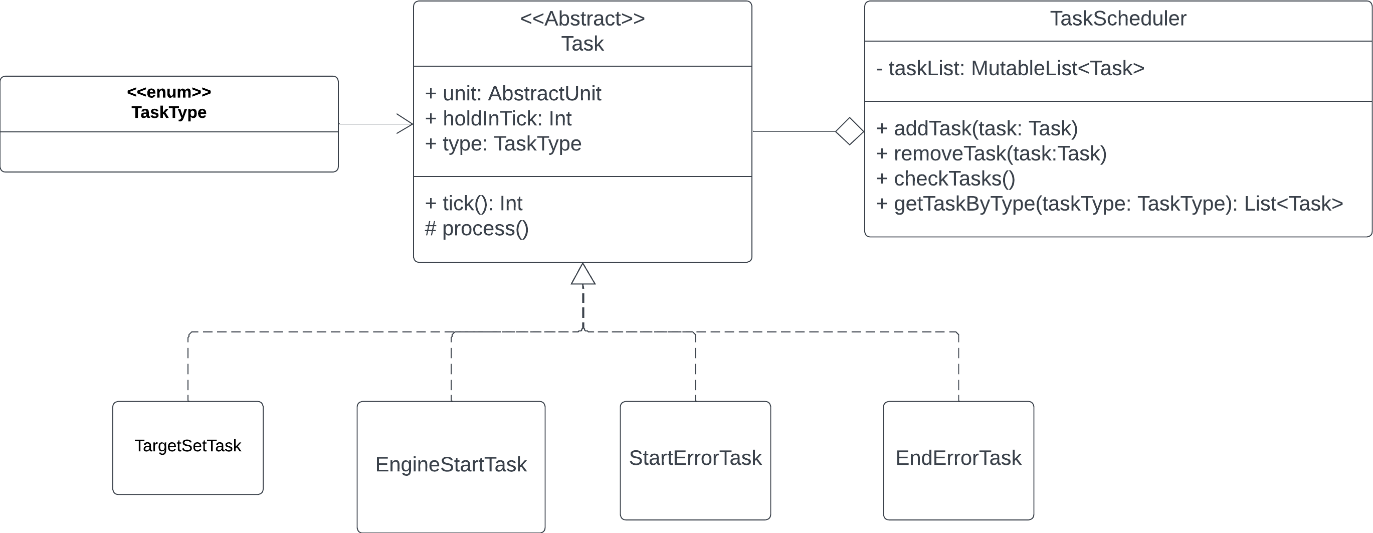 <<enum>>
TaskType
<<Abstract>>
Task
+ unit: AbstractUnit
+ holdInTick: Int
+ type: TaskType
+ tick(): Int
# process()
TaskScheduler
- taskList: MutableList<Task>
+ addTask(task: Task)
+ removeTask(task:Task)
+ checkTasks()
+ getTaskByType(taskType: TaskType): List<Task>
TargetSetTask
EngineStartTask
StartErrorTask
EndErrorTask